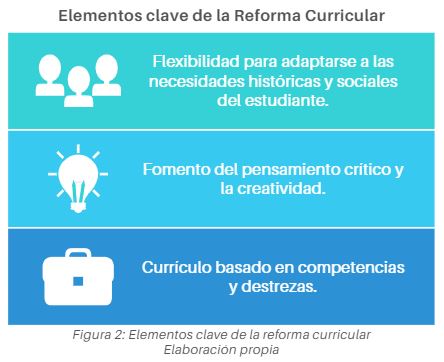 Elementos clave de la Reforma Curricular
Flexibilidad para adaptarse a las
necesidades históricas y sociales
del estudiante.
Fomento del pensamiento crítico y
la creatividad.
Currículo basado en competencias
y destrezas.
Figura 2: Elementos clave de la reforma curricular
Elaboración propia